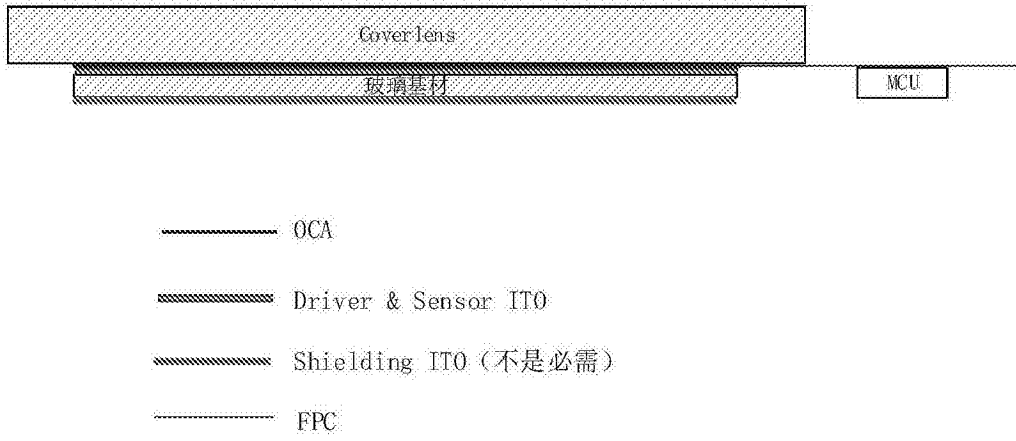 Coverlens
玻璃基材
MCU
OCA
Driver & Sensor ITO
Shielding ITO（不是必需）
FPC